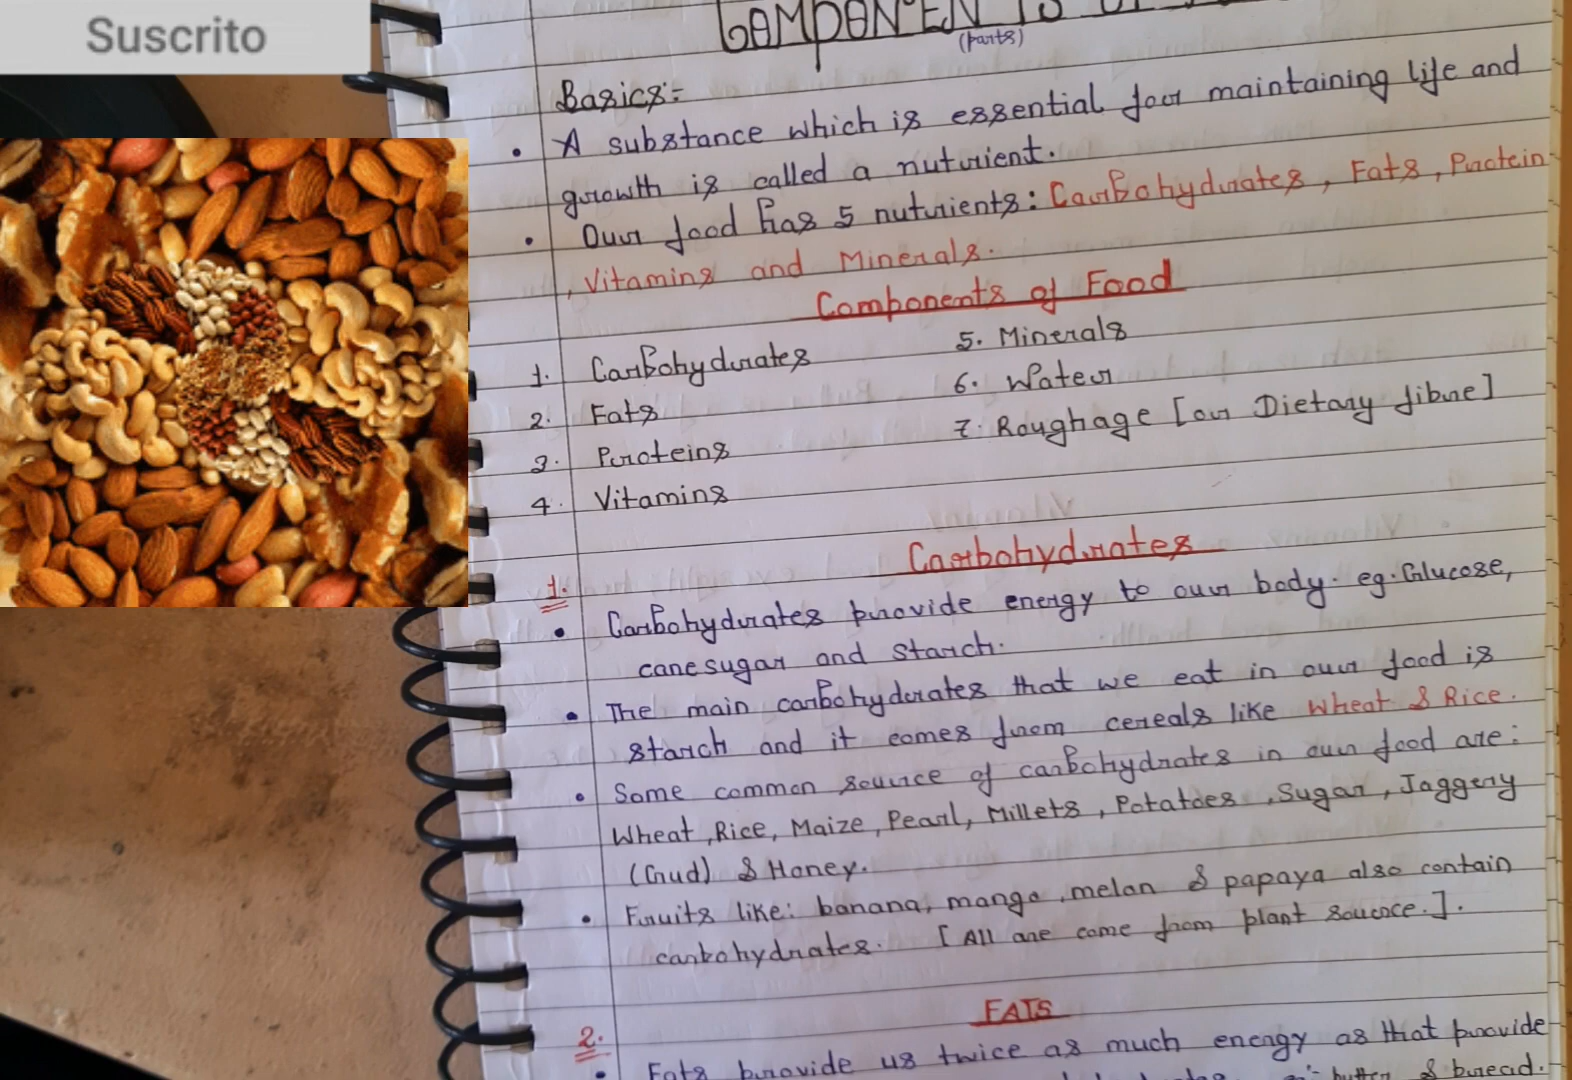 Suscrito
COMPONENTS OF
(parts)
Basics:-
• A substance which is essential for maintaining life and
growth is called a nutrient.
• Our food has 5 nutrients: Carbohydrates, Fats, Protein
, Vitamins and Minerals.
Components of Food
1. Carbohydrates
2. Fats
3. Proteins
4. Vitamins
5. Minerals
6. Water
7. Roughage [or Dietary fibre]
1. Carbohydrates
• Carbohydrates provide energy to our body. eg. Glucose,
cane sugar and starch.
• The main carbohydrates that we eat in our food is
starch and it comes from cereals like Wheat & Rice.
• Some common source of carbohydrates in our food are:
Wheat, Rice, Maize, Pearl, Millets, Potatoes, Sugar, Jaggery
(Gud) & Honey.
• Fruits like: banana, mango, melon & papaya also contain
carbohydrates. [All are come from plant source.].
2. FATS
• Fats provide us twice as much energy as that provide
butter & bread.